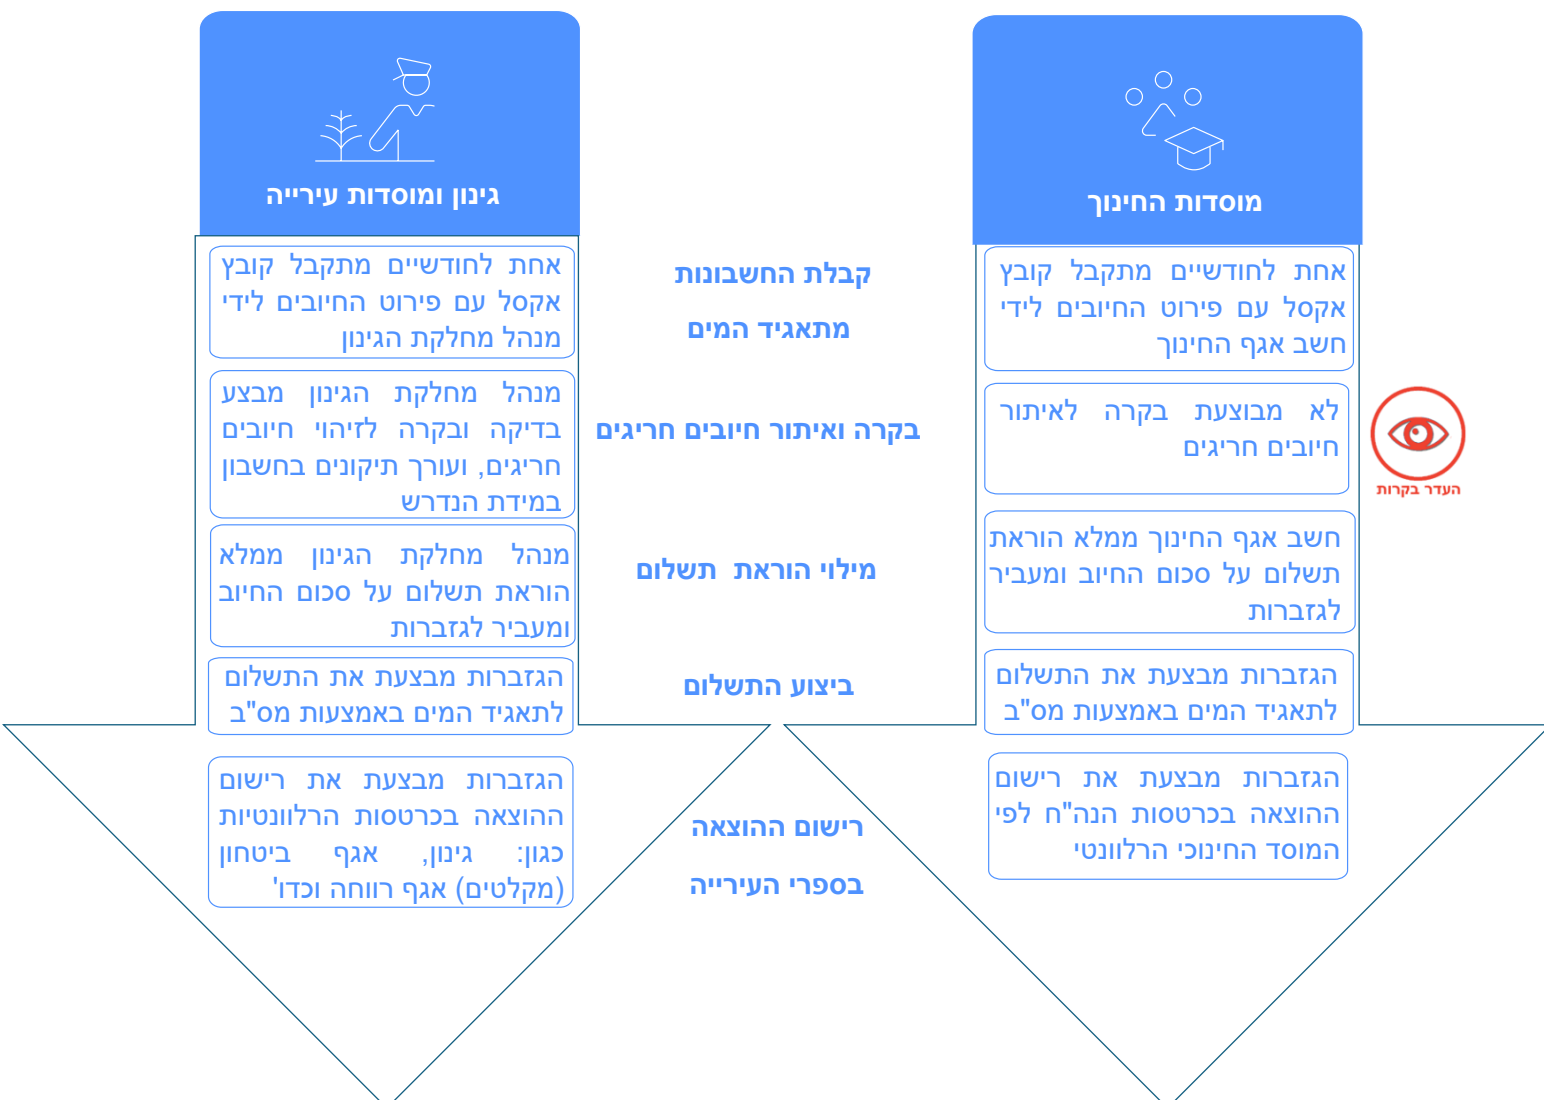 מוסדות החינוך
אחת לחודשיים מתקבל קובץ
אקסל עם פירוט החיובים לידי
חשב אגף החינוך
לא מבוצעת בקרה לאיתור
חיובים חריגים
העדר בקרות
חשב אגף החינוך ממלא הוראת
תשלום על סכום החיוב ומעביר
לגזברות
הגזברות מבצעת את התשלום
לתאגיד המים באמצעות מס"ב
הגזברות מבצעת את רישום
ההוצאה בכרטסות הנה"ח לפי
המוסד החינוכי הרלוונטי
קבלת החשבונות
מתאגיד המים
בקרה ואיתור חיובים חריגים
מילוי הוראת תשלום
ביצוע התשלום
רישום ההוצאה
בספרי העירייה
גינון ומוסדות עירייה
אחת לחודשיים מתקבל קובץ
אקסל עם פירוט החיובים לידי
מנהל מחלקת הגינון
מנהל מחלקת הגינון מבצע
בדיקה ובקרה לזיהוי חיובים
חריגים, ועורך תיקונים בחשבון
במידת הנדרש
מנהל מחלקת הגינון ממלא
הוראת תשלום על סכום החיוב
ומעביר לגזברות
הגזברות מבצעת את התשלום
לתאגיד המים באמצעות מס"ב
הגזברות מבצעת את רישום
ההוצאה בכרטסות הרלוונטיות
כגון: גינון, אגף ביטחון
(מקלטים) אגף רווחה וכדו'